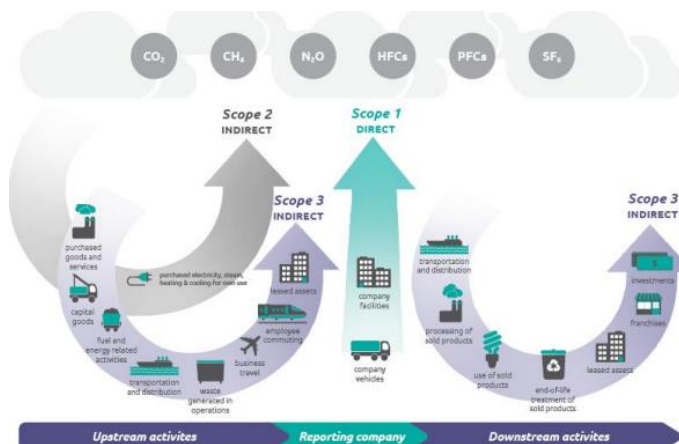 CO₂ CH₄ N₂O HFCs PFCs SF₆
Scope 2
INDIRECT
Scope 1
DIRECT
Scope 3
INDIRECT
Scope 3
INDIRECT
purchased
goods and
services
capital
goods
fuel and
energy related
activities
transportation
and distribution
waste
generated in
operations
business
travel
employee
commuting
leased assets
purchased electricity, steam,
heating & cooling for own use
company
facilities
company
vehicles
transportation
and distribution
processing of
sold products
use of sold
products
end-of-life
treatment of
sold products
leased assets
franchises
investments
Upstream activites
Reporting company
Downstream activites